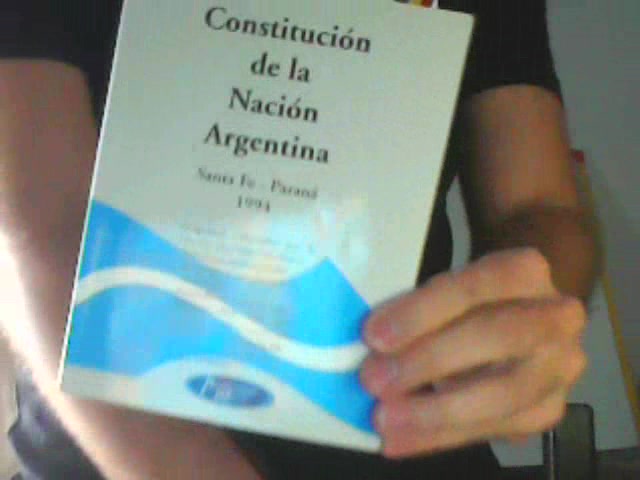 Constitución
de la
Nación
Argentina
Santa Fe - Paraná
1994